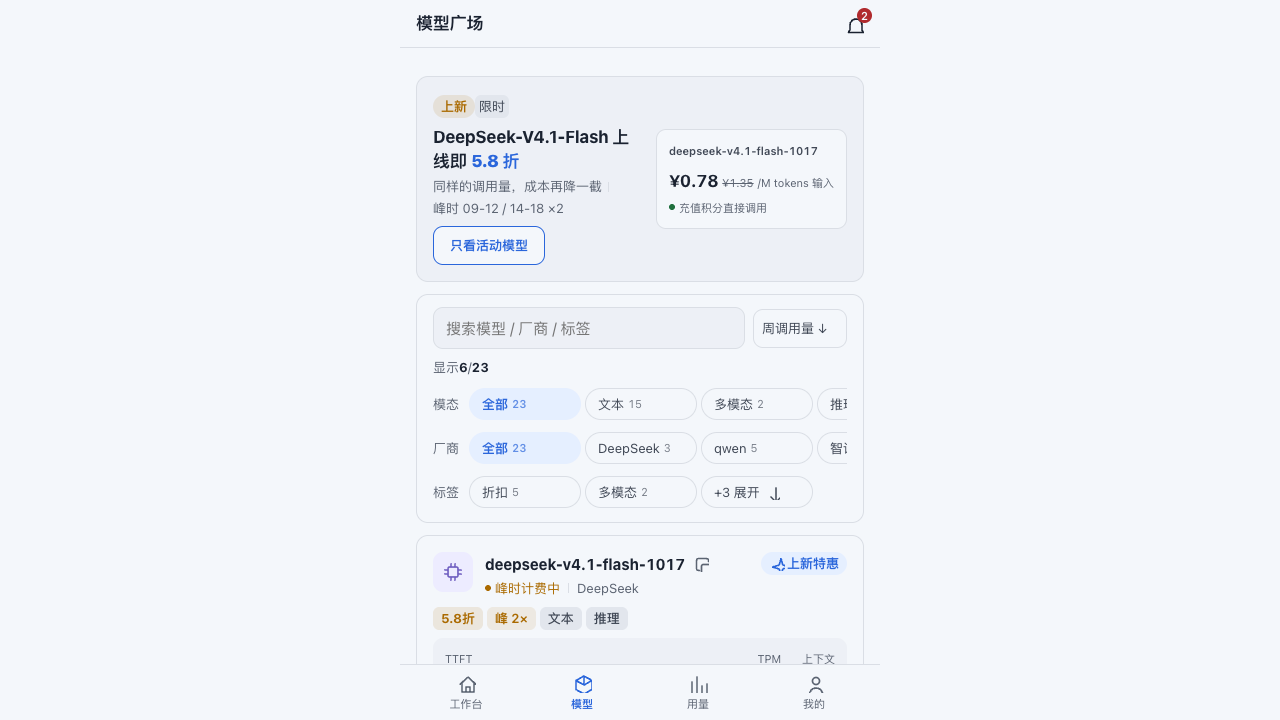 模型广场
2
上新 限时
DeepSeek-V4.1-Flash 上
线即 5.8 折
同样的调用量，成本再降一截
峰时 09-12 / 14-18 ×2
只看活动模型
deepseek-v4.1-flash-1017
¥0.78 ¥1.35 /M tokens 输入
充值积分直接调用
搜索模型 / 厂商 / 标签
周调用量 ↓
显示6/23
模态 全部 23 文本 15 多模态 2
厂商 全部 23 DeepSeek 3 qwen 5
标签 折扣 5 多模态 2 +3 展开
deepseek-v4.1-flash-1017
上新特惠
峰时计费中 DeepSeek
5.8折 峰 2× 文本 推理
TTFT TPM 上下文
工作台 模型 用量 我的